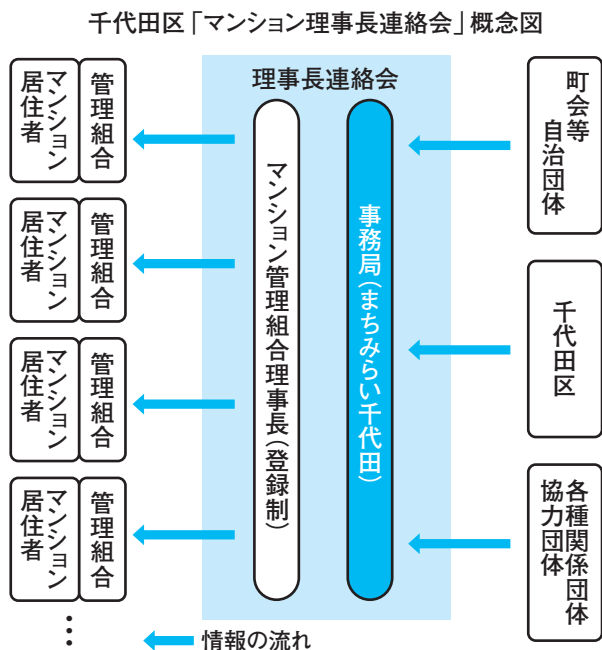 千代田区「マンション理事長連絡会」概念図
理事長連絡会
マンション
居住者
管理組合
マンション
居住者
管理組合
マンション
居住者
管理組合
マンション
居住者
管理組合
⋮
マンション管理組合理事長(登録制)
事務局(まちみらい千代田)
町会等
自治団体
千代田区
各種関係団体
協力団体
情報の流れ